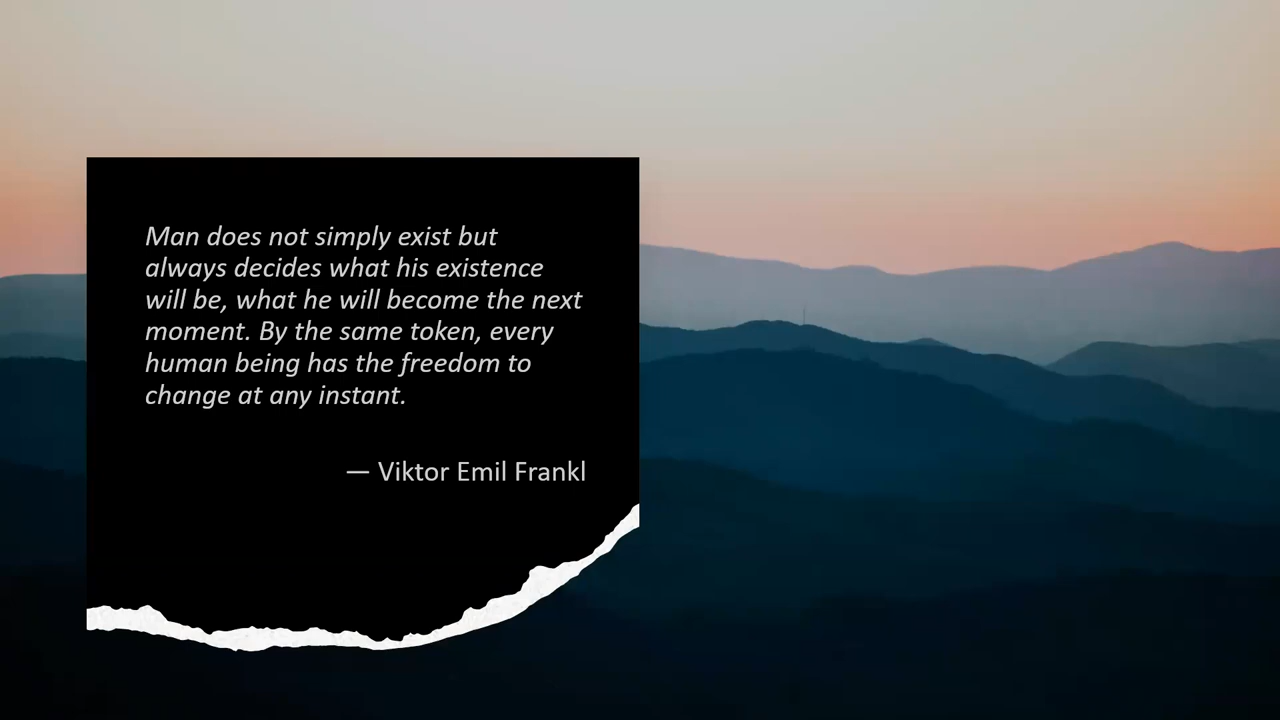 Man does not simply exist but
always decides what his existence
will be, what he will become the next
moment. By the same token, every
human being has the freedom to
change at any instant.
— Viktor Emil Frankl